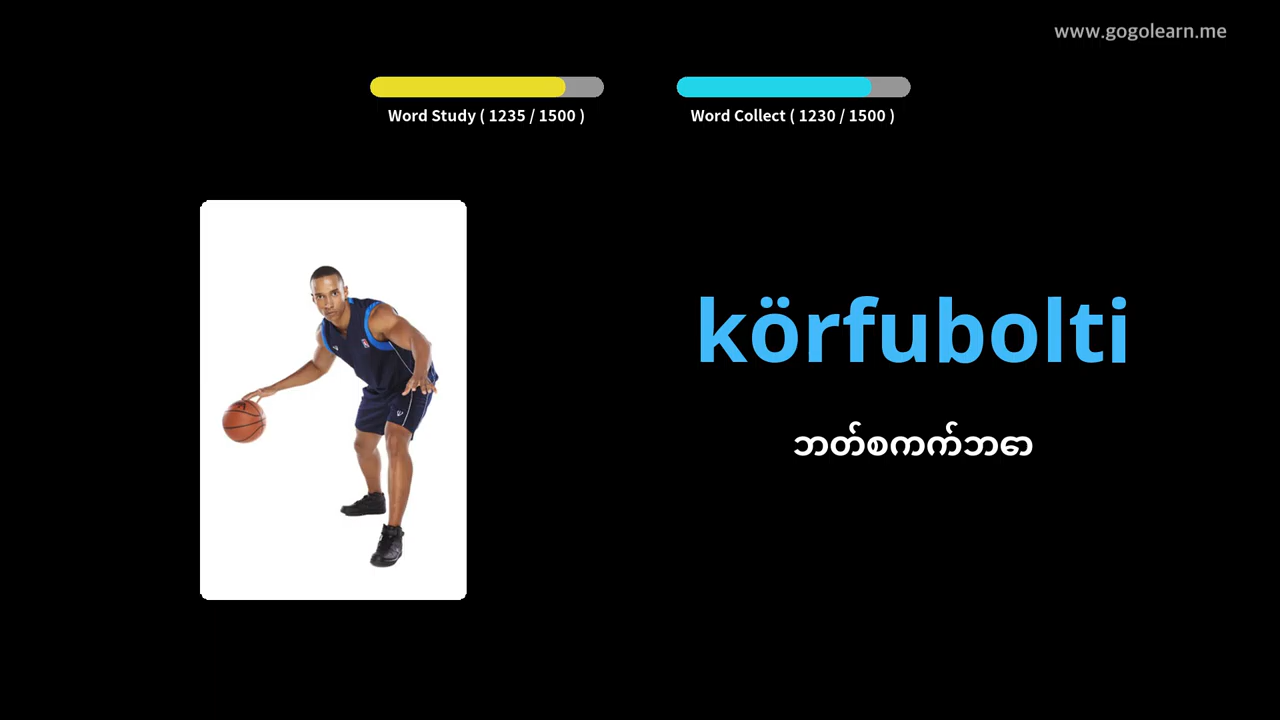 www.gogolearn.me
Word Study ( 1235 / 1500 )
Word Collect ( 1230 / 1500 )
körfubolti
ဘတ်စကက်ဘော